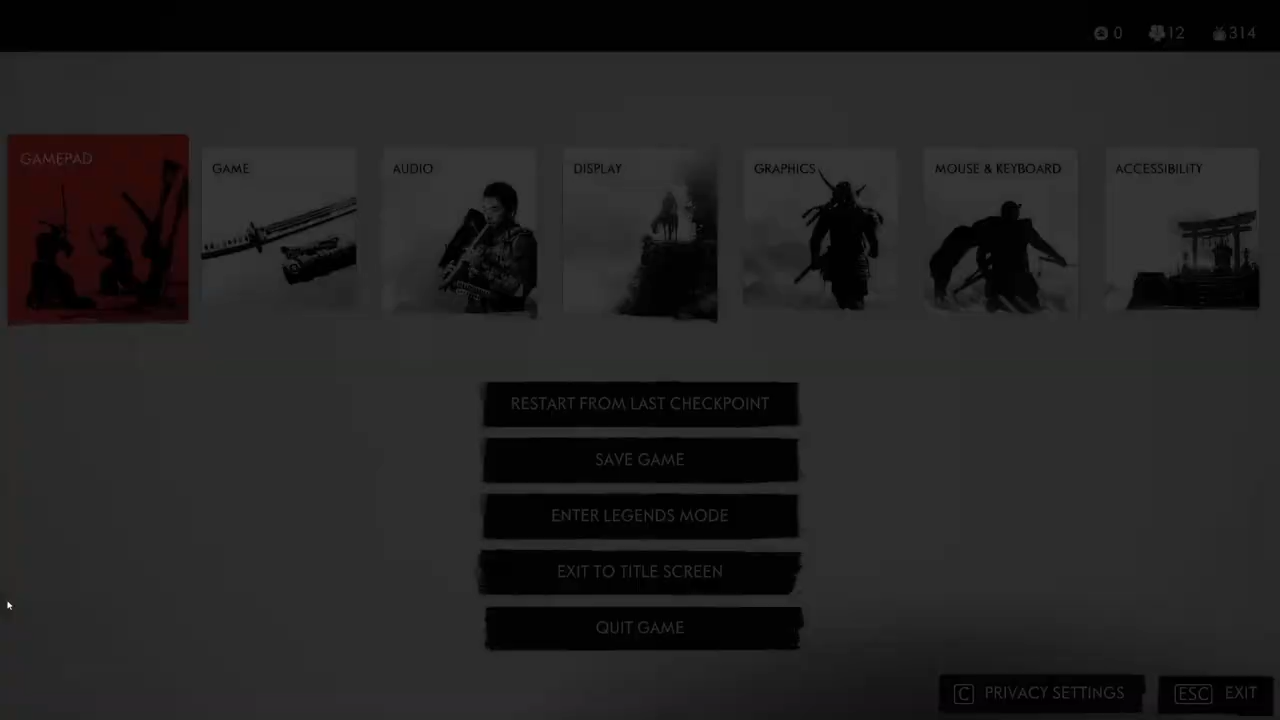 0 12 314
GAMEPAD
GAME
AUDIO
DISPLAY
GRAPHICS
MOUSE & KEYBOARD
ACCESSIBILITY
RESTART FROM LAST CHECKPOINT
SAVE GAME
ENTER LEGENDS MODE
EXIT TO TITLE SCREEN
QUIT GAME
C PRIVACY SETTINGS
ESC EXIT